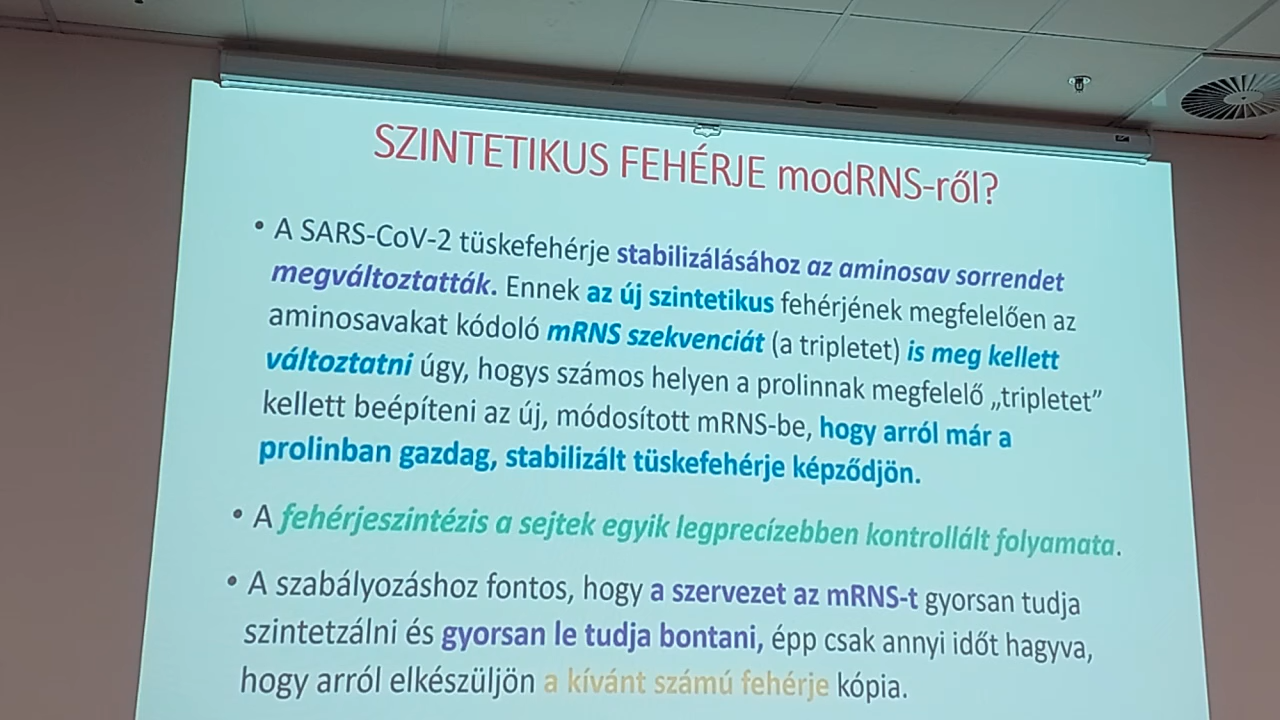 SZINTETIKUS FEHÉRJE modRNS-ről?
• A SARS-CoV-2 tüskefehérje stabilizálásához az aminosav sorrendet
megváltoztatták. Ennek az új szintetikus fehérjének megfelelően az
aminosavakat kódoló mRNS szekvenciát (a tripletet) is meg kellett
változtatni úgy, hogys számos helyen a prolinnak megfelelő „tripletet”
kellett beépíteni az új, módosított mRNS-be, hogy arról már a
prolinban gazdag, stabilizált tüskefehérje képződjön.
• A fehérjeszintézis a sejtek egyik legprecízebben kontrollált folyamata.
• A szabályozáshoz fontos, hogy a szervezet az mRNS-t gyorsan tudja
szintetzálni és gyorsan le tudja bontani, épp csak annyi időt hagyva,
hogy arról elkészüljön a kívánt számú fehérje kópia.